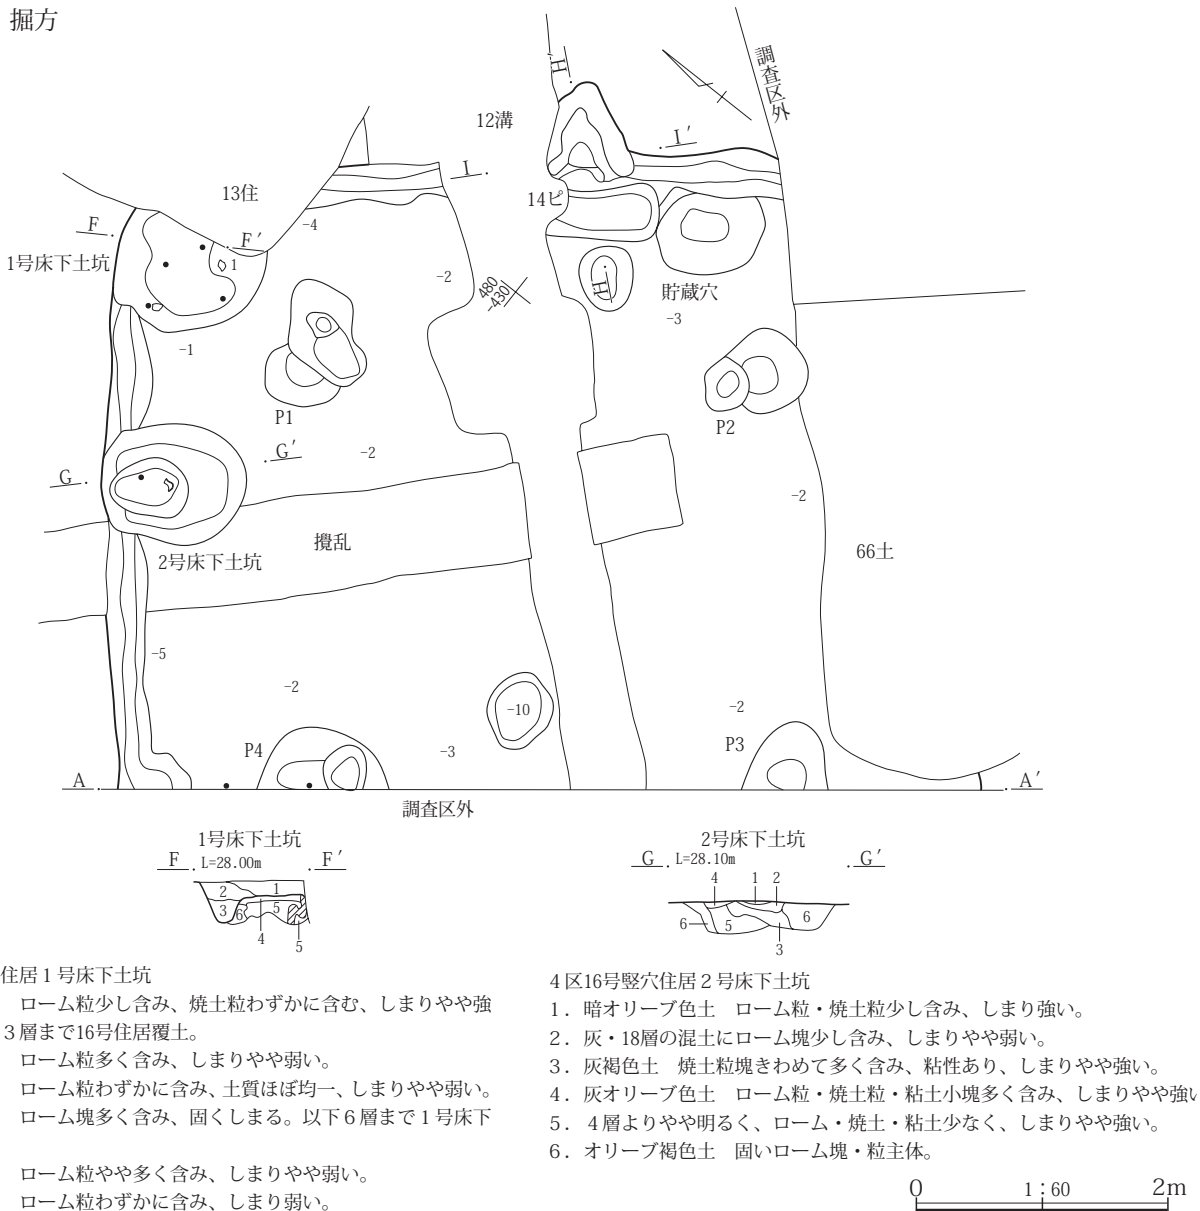 掘方
H
調査区外
12溝
I
I′
13住
14ピ
F
F′
-4
1号床下土坑
1
-2
480
-430
H′
貯蔵穴
-3
-1
P1
P2
G
G′
-2
-2
攪乱
2号床下土坑
66土
-5
-2
-10
-2
P4
-3
P3
A
A′
調査区外
1号床下土坑
F L=28.00m F′
1
2
3
6
5
4
5
2号床下土坑
G L=28.10m G′
4 1 2
6
5
6
3
住居1号床下土坑
ローム粒少し含み、焼土粒わずかに含む、しまりやや強
3層まで16号住居覆土。
ローム粒多く含み、しまりやや弱い。
ローム粒わずかに含み、土質ほぼ均一、しまりやや弱い。
ローム塊多く含み、固くしまる。以下6層まで1号床下
ローム粒やや多く含み、しまりやや弱い。
ローム粒わずかに含み、しまり弱い。
4区16号竪穴住居2号床下土坑
1．暗オリーブ色土　ローム粒・焼土粒少し含み、しまり強い。
2．灰・18層の混土にローム塊少し含み、しまりやや弱い。
3．灰褐色土　焼土粒塊きわめて多く含み、粘性あり、しまりやや強い。
4．灰オリーブ色土　ローム粒・焼土粒・粘土小塊多く含み、しまりやや強い
5．4層よりやや明るく、ローム・焼土・粘土少なく、しまりやや強い。
6．オリーブ褐色土　固いローム塊・粒主体。
0 1：60 2m